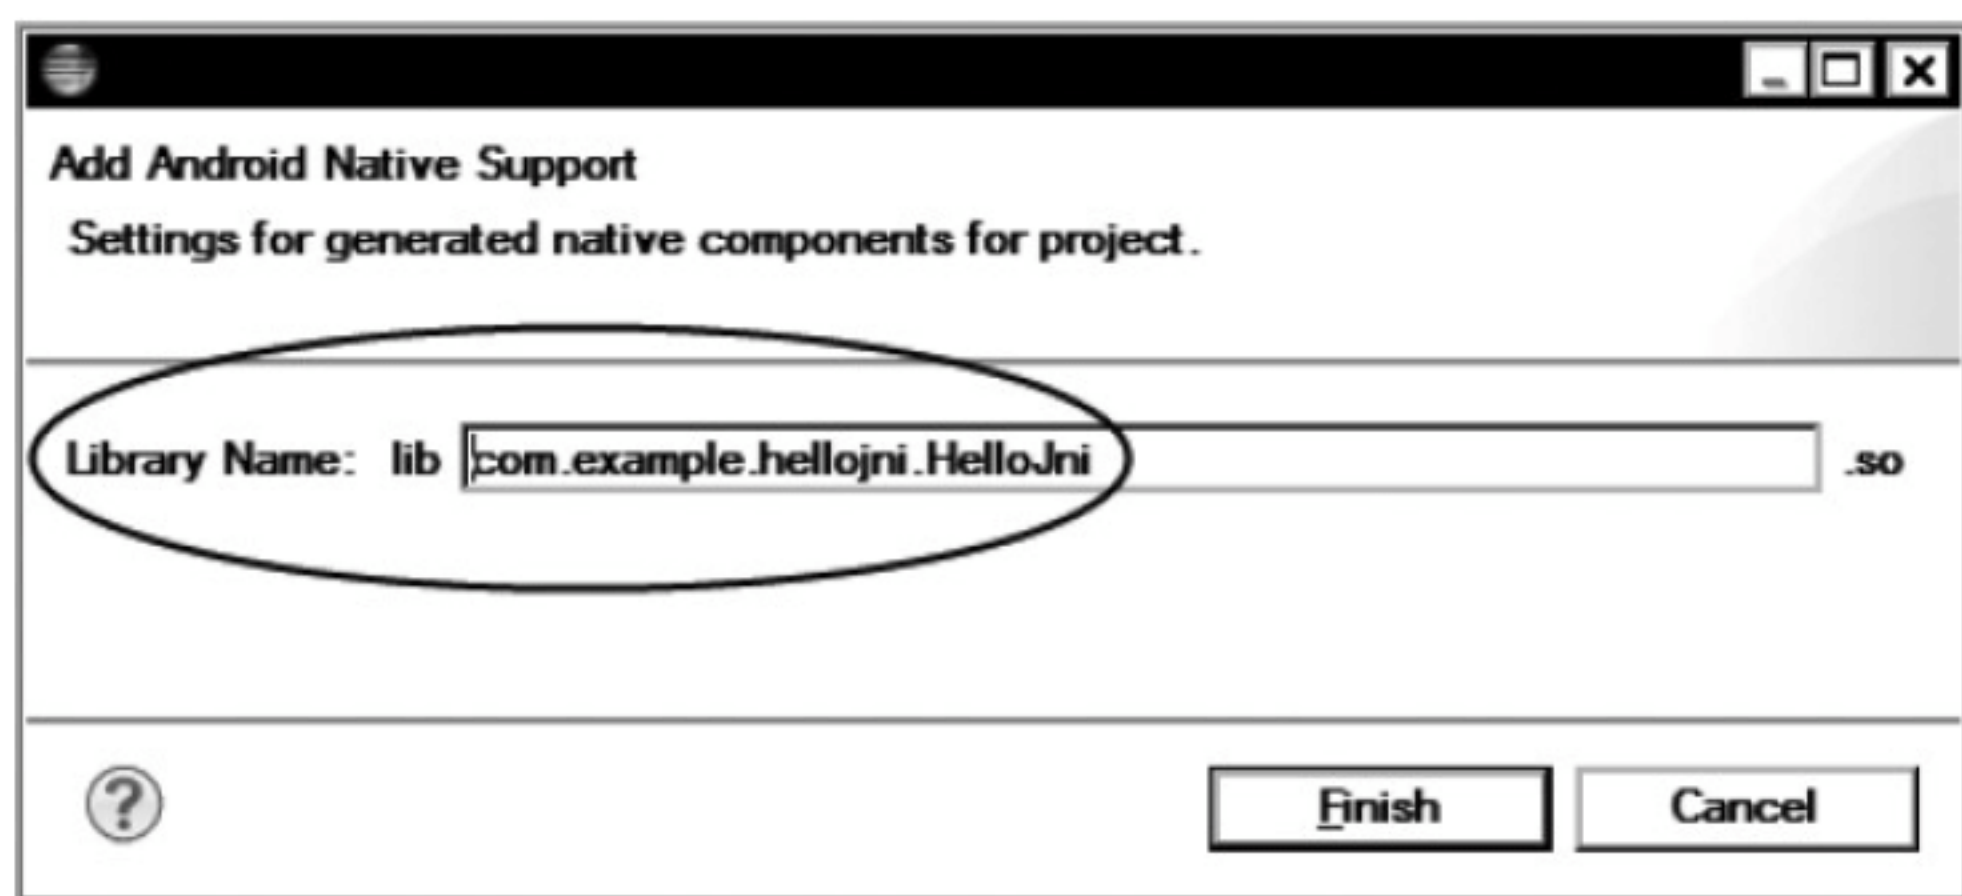 Add Android Native Support
Settings for generated native components for project.
Library Name: lib com.example.hellojni.HelloJni .so
? Finish Cancel